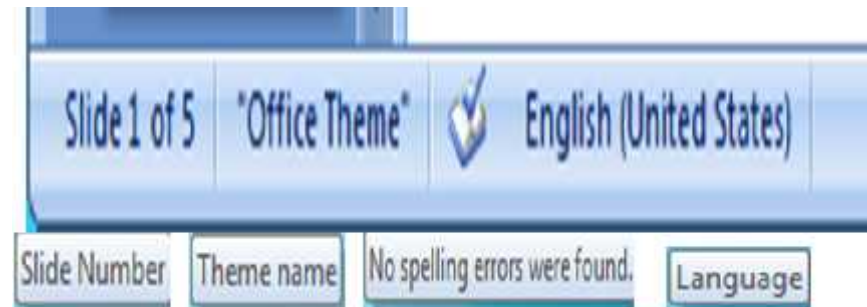 Slide 1 of 5 "Office Theme" English (United States)
Slide Number Theme name No spelling errors were found. Language